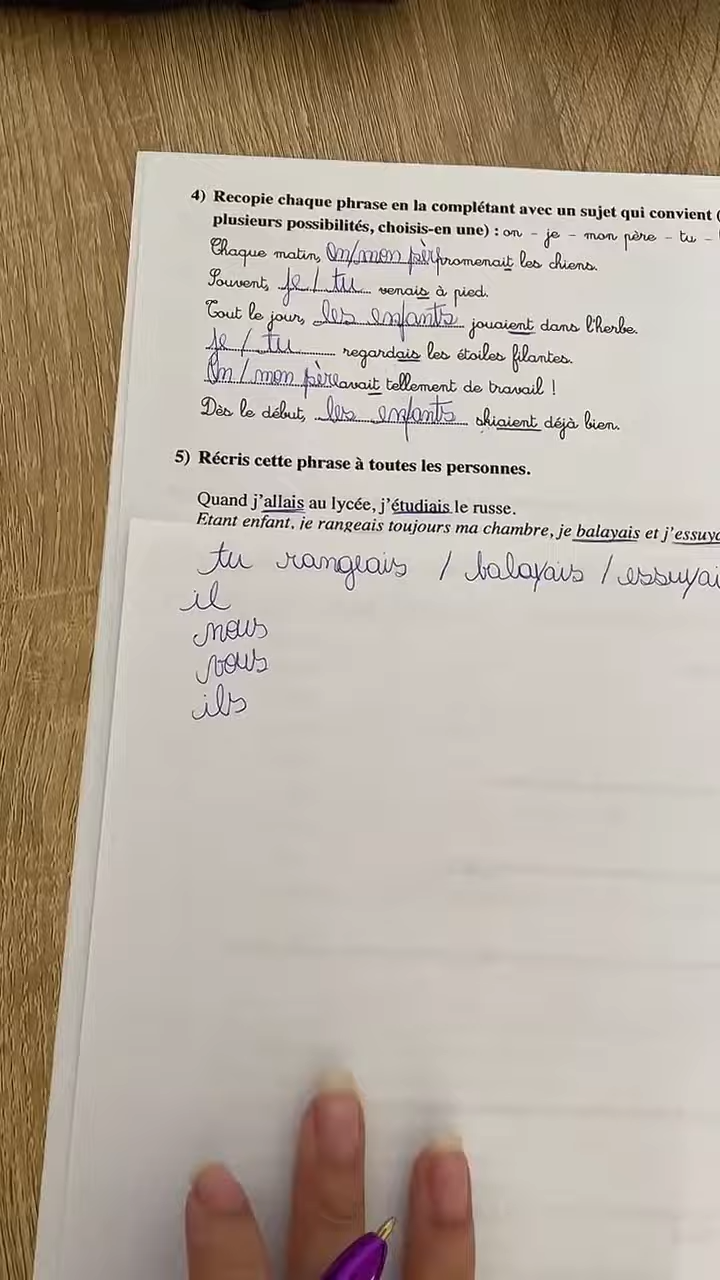 4) Recopie chaque phrase en la complétant avec un sujet qui convient (
plusieurs possibilités, choisis-en une) : on - je - mon père - tu -
Chaque matin, On/mon père promenait les chiens.
Souvent, je / tu venais à pied.
Tout le jour, les enfants jouaient dans l'herbe.
je / tu regardais les étoiles filantes.
On / mon père avait tellement de travail !
Dès le début, les enfants skiaient déjà bien.
5) Récris cette phrase à toutes les personnes.
Quand j'allais au lycée, j'étudiais le russe.
Etant enfant, je rangeais toujours ma chambre, je balayais et j'essuya
tu rangeais / balayais / essuyai
il
nous
vous
ils